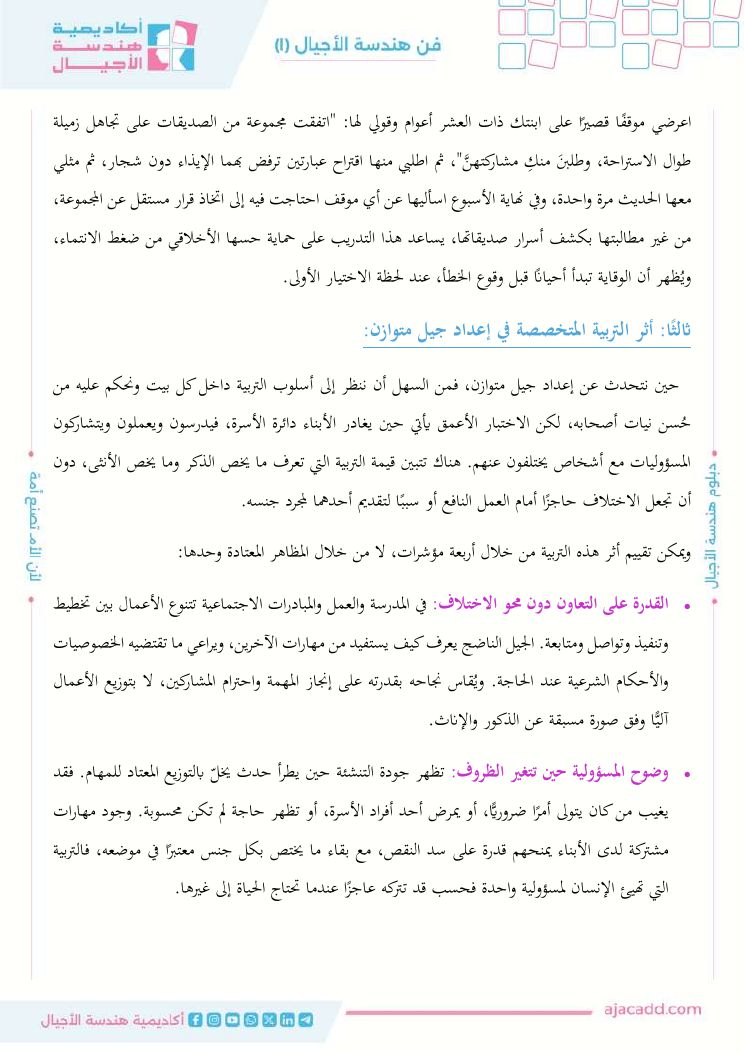 أكاديمية
هندسة
الأجيال
فن هندسة الأجيال (١)
اعرضي موقفًا قصيرًا على ابنتك ذات العشر أعوام وقولي لها: "اتفقت مجموعة من الصديقات على تجاهل زميلة
طوال الاستراحة، وطلبنَ منكِ مشاركتهنَّ"، ثم اطلبي منها اقتراح عبارتين ترفض بهما الإيذاء دون شجار، ثم مثلي
معها الحديث مرة واحدة، وفي نهاية الأسبوع اسأليها عن أي موقف احتاجت فيه إلى اتخاذ قرار مستقل عن المجموعة،
من غير مطالبتها بكشف أسرار صديقاتها، يساعد هذا التدريب على حماية حسها الأخلاقي من ضغط الانتماء،
ويُظهر أن الوقاية تبدأ أحيانًا قبل وقوع الخطأ، عند لحظة الاختيار الأولى.
ثالثًا: أثر التربية المتخصصة في إعداد جيل متوازن:
حين نتحدث عن إعداد جيل متوازن، فمن السهل أن ننظر إلى أسلوب التربية داخل كل بيت ونحكم عليه من
حُسن نيات أصحابه، لكن الاختبار الأعمق يأتي حين يغادر الأبناء دائرة الأسرة، فيدرسون ويعملون ويتشاركون
المسؤوليات مع أشخاص يختلفون عنهم. هناك تتبين قيمة التربية التي تعرف ما يخص الذكر وما يخص الأنثى، دون
أن تجعل الاختلاف حاجزًا أمام العمل النافع أو سببًا لتقديم أحدهما لمجرد جنسه.
ويمكن تقييم أثر هذه التربية من خلال أربعة مؤشرات، لا من خلال المظاهر المعتادة وحدها:
• القدرة على التعاون دون محو الاختلاف: في المدرسة والعمل والمبادرات الاجتماعية تتنوع الأعمال بين تخطيط
وتنفيذ وتواصل ومتابعة. الجيل الناضج يعرف كيف يستفيد من مهارات الآخرين، ويراعي ما تقتضيه الخصوصيات
والأحكام الشرعية عند الحاجة. ويُقاس نجاحه بقدرته على إنجاز المهمة واحترام المشاركين، لا بتوزيع الأعمال
آليًّا وفق صورة مسبقة عن الذكور والإناث.
• وضوح المسؤولية حين تتغير الظروف: تظهر جودة التنشئة حين يطرأ حدث يخلّ بالتوزيع المعتاد للمهام. فقد
يغيب من كان يتولى أمرًا ضروريًّا، أو يمرض أحد أفراد الأسرة، أو تظهر حاجة لم تكن محسوبة. وجود مهارات
مشتركة لدى الأبناء يمنحهم قدرة على سد النقص، مع بقاء ما يختص بكل جنس معتبرًا في موضعه، فالتربية
التي تهيئ الإنسان لمسؤولية واحدة فحسب قد تتركه عاجزًا عندما تحتاج الحياة إلى غيرها.
دبلوم هندسة الأجيال
لأن الأم تصنع أمة
ajacadd.com
أكاديمية هندسة الأجيال